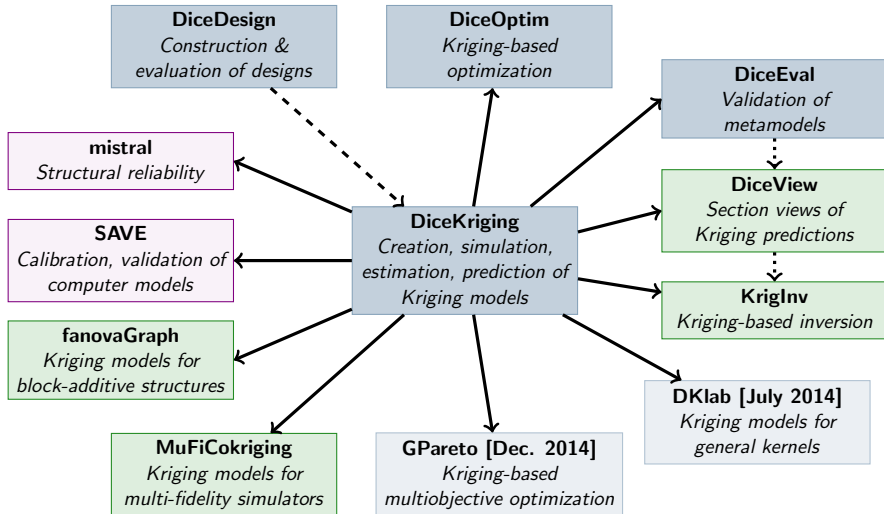 DiceDesign
Construction &
evaluation of designs
DiceOptim
Kriging-based
optimization
DiceEval
Validation of
metamodels
mistral
Structural reliability
DiceView
Section views of
Kriging predictions
SAVE
Calibration, validation of
computer models
DiceKriging
Creation, simulation,
estimation, prediction of
Kriging models
KrigInv
Kriging-based inversion
fanovaGraph
Kriging models for
block-additive structures
DKlab [July 2014]
Kriging models for
general kernels
MuFiCokriging
Kriging models for
multi-fidelity simulators
GPareto [Dec. 2014]
Kriging-based
multiobjective optimization